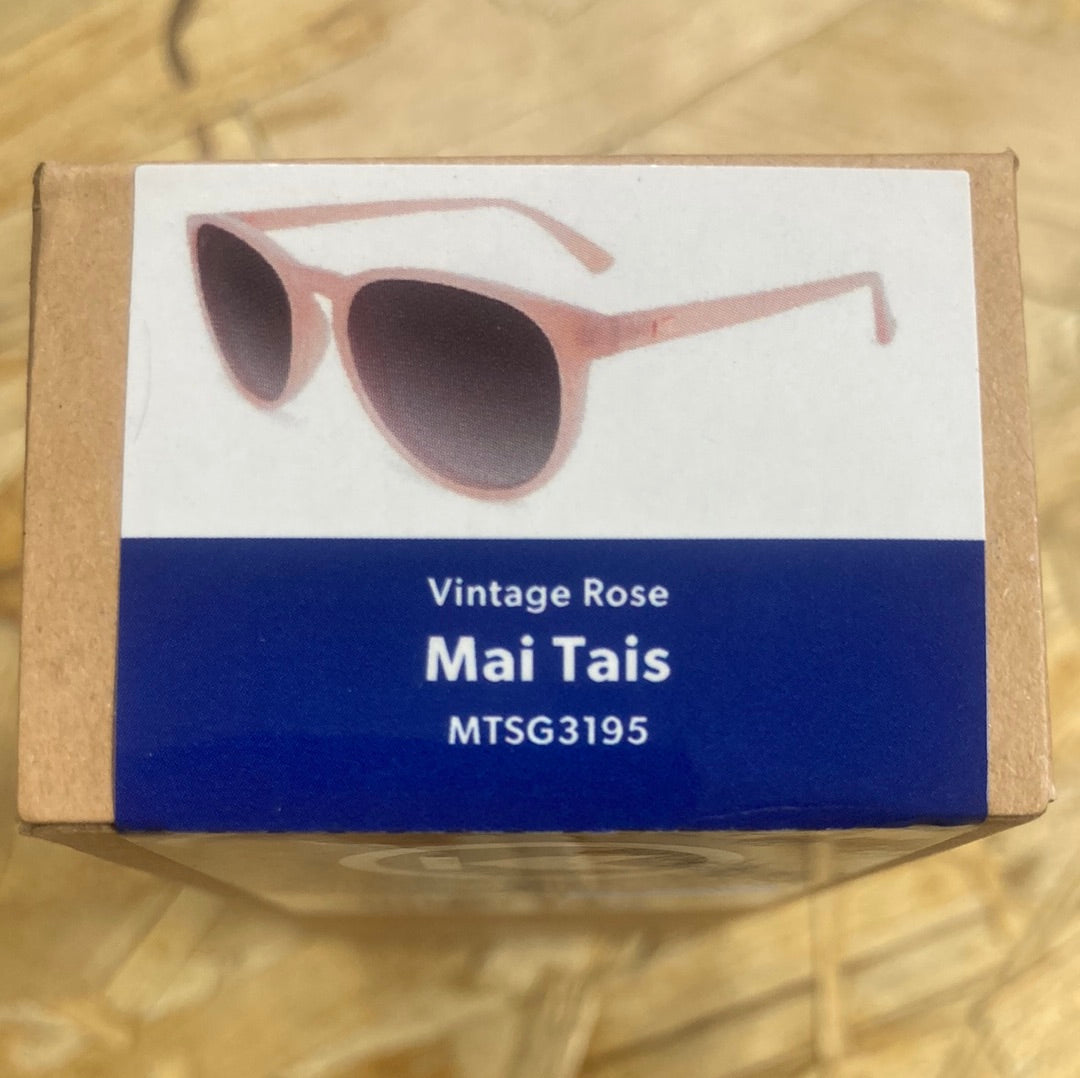 Vintage Rose
Mai Tais
MTSG3195